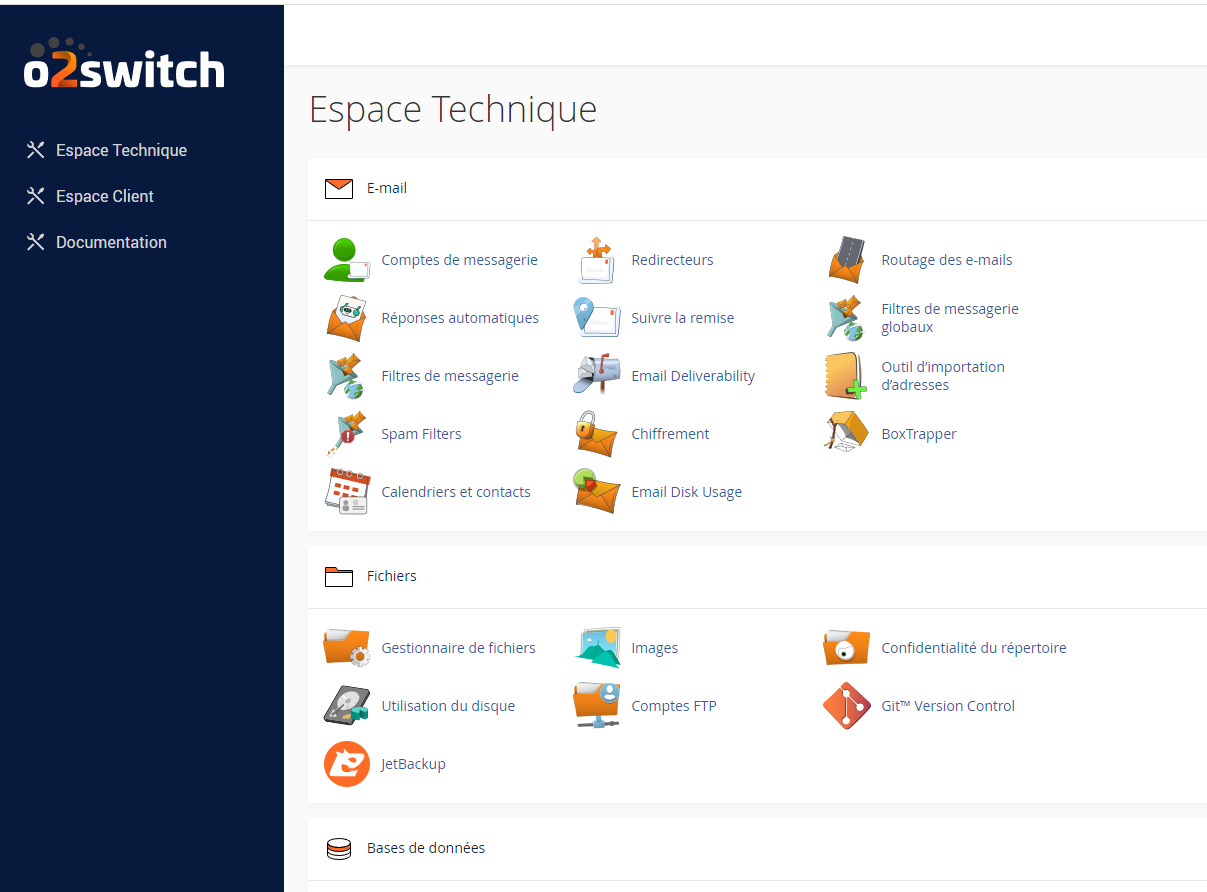 o2switch
Espace Technique
Espace Client
Documentation
Espace Technique
E-mail
Comptes de messagerie
Redirecteurs
Routage des e-mails
Réponses automatiques
Suivre la remise
Filtres de messagerie
globaux
Filtres de messagerie
Email Deliverability
Outil d’importation
d’adresses
Spam Filters
Chiffrement
BoxTrapper
Calendriers et contacts
Email Disk Usage
Fichiers
Gestionnaire de fichiers
Images
Confidentialité du répertoire
Utilisation du disque
Comptes FTP
Git™ Version Control
JetBackup
Bases de données